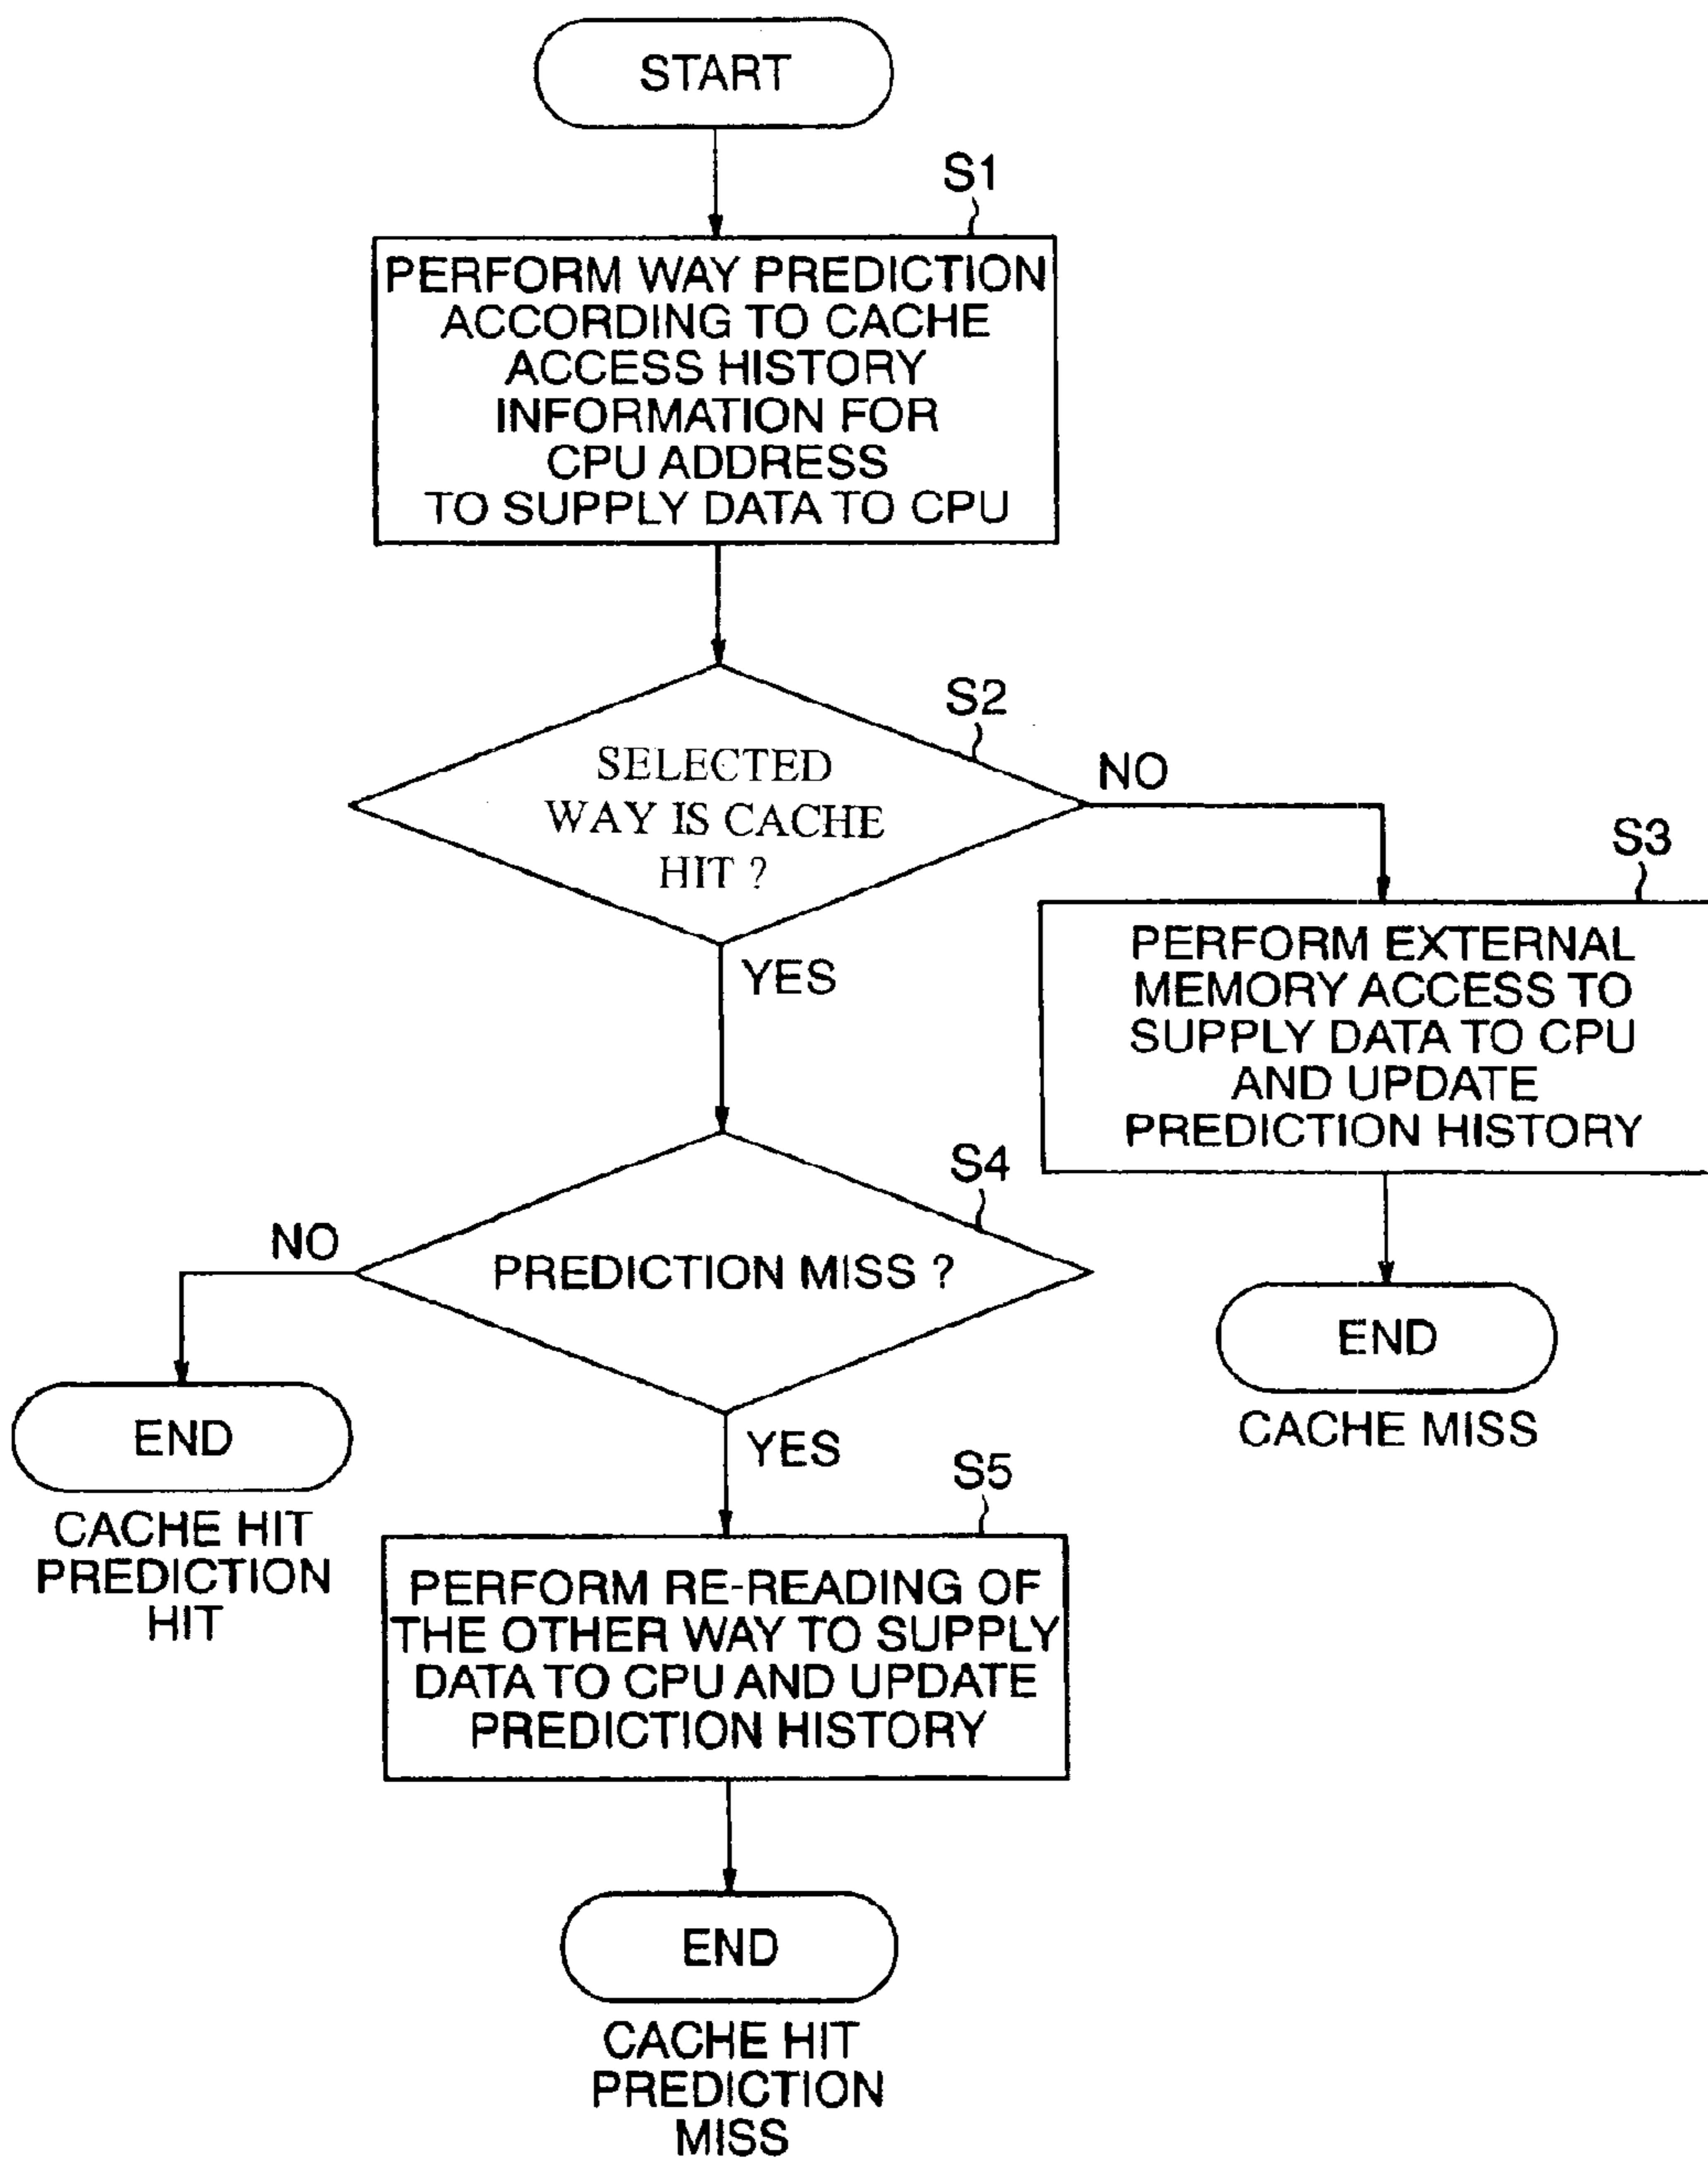 START
S1
PERFORM WAY PREDICTION
ACCORDING TO CACHE
ACCESS HISTORY
INFORMATION FOR
CPU ADDRESS
TO SUPPLY DATA TO CPU
S2
SELECTED
WAY IS CACHE
HIT ?
NO
YES
S3
PERFORM EXTERNAL
MEMORY ACCESS TO
SUPPLY DATA TO CPU
AND UPDATE
PREDICTION HISTORY
END
CACHE MISS
S4
PREDICTION MISS ?
NO
END
CACHE HIT
PREDICTION
HIT
YES
S5
PERFORM RE-READING OF
THE OTHER WAY TO SUPPLY
DATA TO CPU AND UPDATE
PREDICTION HISTORY
END
CACHE HIT
PREDICTION
MISS